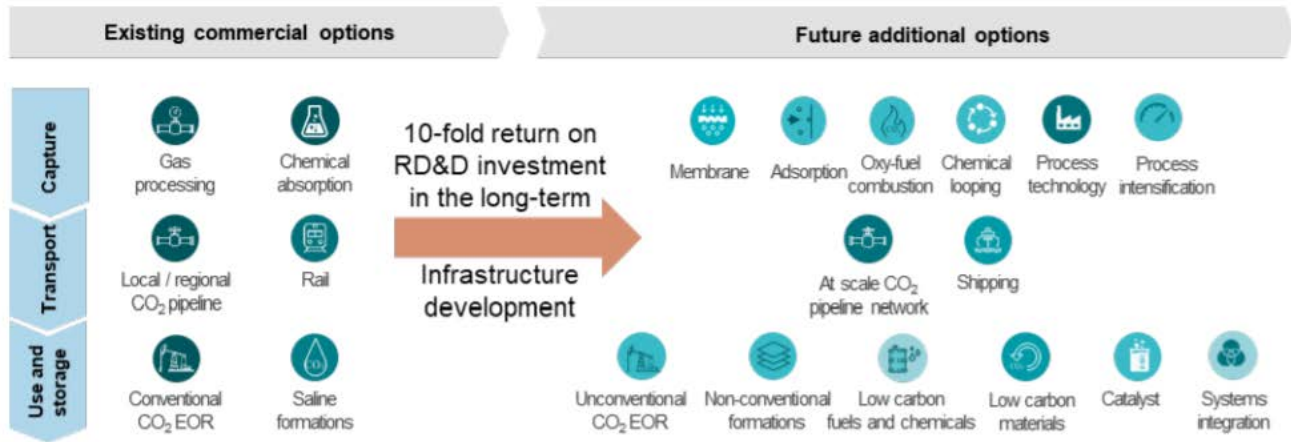 Existing commercial options
Future additional options
Capture
Gas
processing
Chemical
absorption
10-fold return on
RD&D investment
in the long-term
Membrane
Adsorption
Oxy-fuel
combustion
Chemical
looping
Process
technology
Process
intensification
Transport
Local / regional
CO₂ pipeline
Rail
Infrastructure
development
At scale CO₂
pipeline network
Shipping
Use and
storage
Conventional
CO₂ EOR
Saline
formations
Unconventional
CO₂ EOR
Non-conventional
formations
Low carbon
fuels and chemicals
Low carbon
materials
Catalyst
Systems
integration